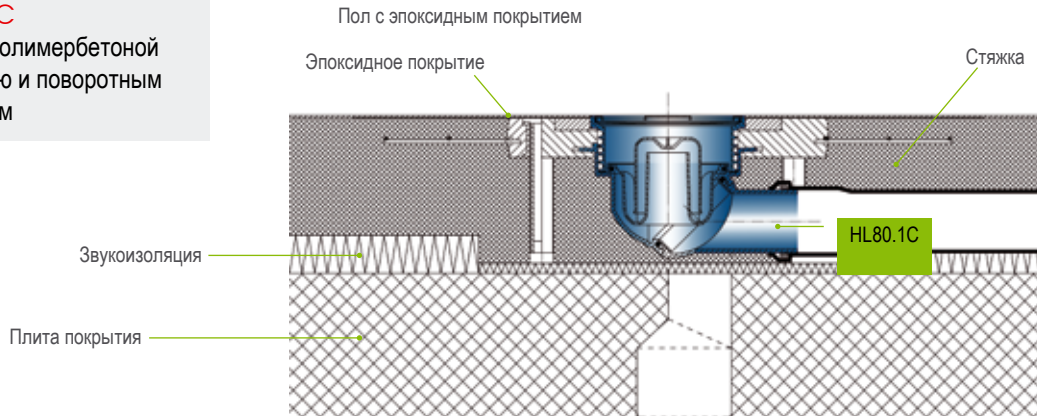 С
олимербетоной
ю и поворотным
м
Пол с эпоксидным покрытием
Эпоксидное покрытие
Стяжка
HL80.1C
Звукоизоляция
Плита покрытия